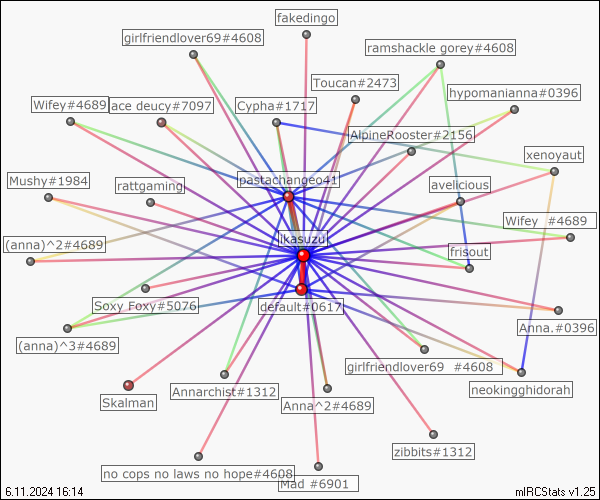 fakedingo
girlfriendlover69#4608
ramshackle gorey#4608
Toucan#2473
hypomanianna#0396
Wifey#4689
ace deucy#7097
Cypha#1717
AlpineRooster#2156
xenoyaut
Mushy#1984
rattgaming
pastachangeo41
avelicious
Wifey #4689
(anna)^2#4689
ikasuzu
frisout
Soxy Foxy#5076
default#0617
Anna.#0396
(anna)^3#4689
girlfriendlover69 #4608
Annarchist#1312
neokingghidorah
Skalman
Anna^2#4689
zibbits#1312
no cops no laws no hope#4608
Mad #6901
6.11.2024 16:14
mIRCStats v1.25